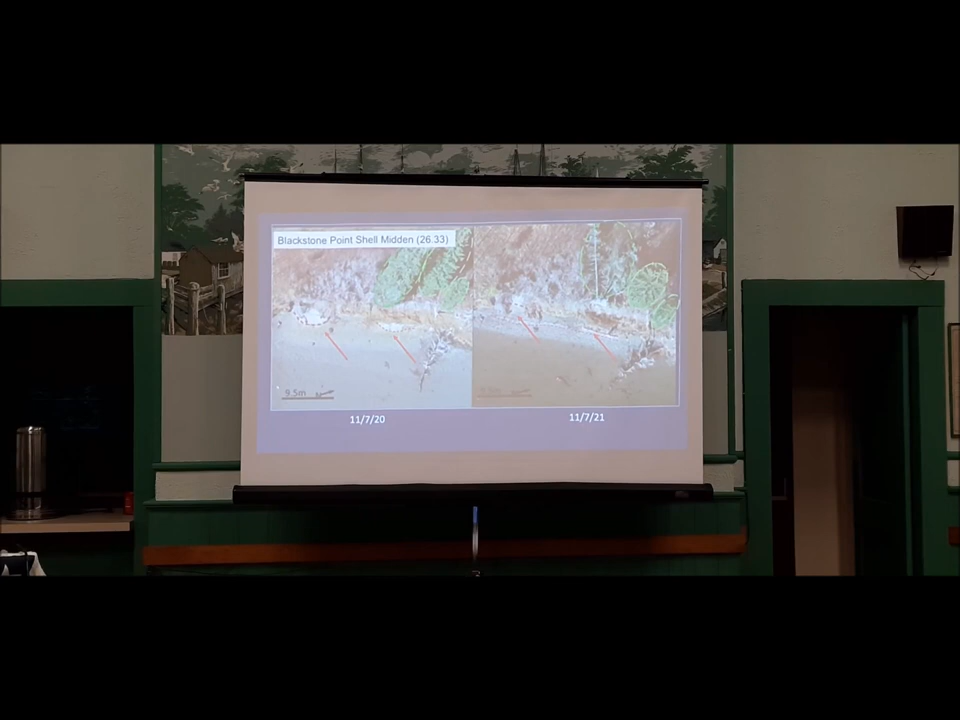 Blackstone Point Shell Midden (26.33)
9.5m
11/7/20
11/7/21